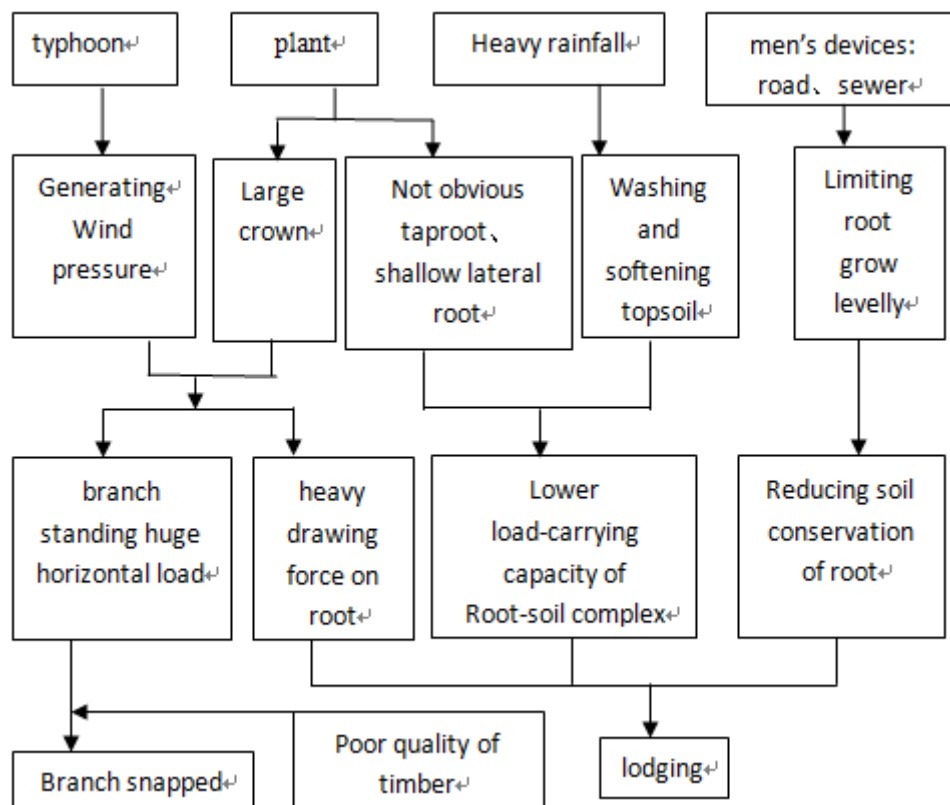 typhoon↵
plant↵
Heavy rainfall↵
men's devices:
road、sewer↵
Generating↵
Wind
pressure↵
Large
crown↵
Not obvious
taproot、
shallow lateral
root↵
Washing
and
softening
topsoil↵
Limiting
root
grow
levelly↵
branch
standing huge
horizontal load↵
heavy
drawing
force on
root↵
Lower
load-carrying
capacity of
Root-soil complex↵
Reducing soil
conservation
of root↵
Branch snapped↵
Poor quality of
timber↵
lodging↵